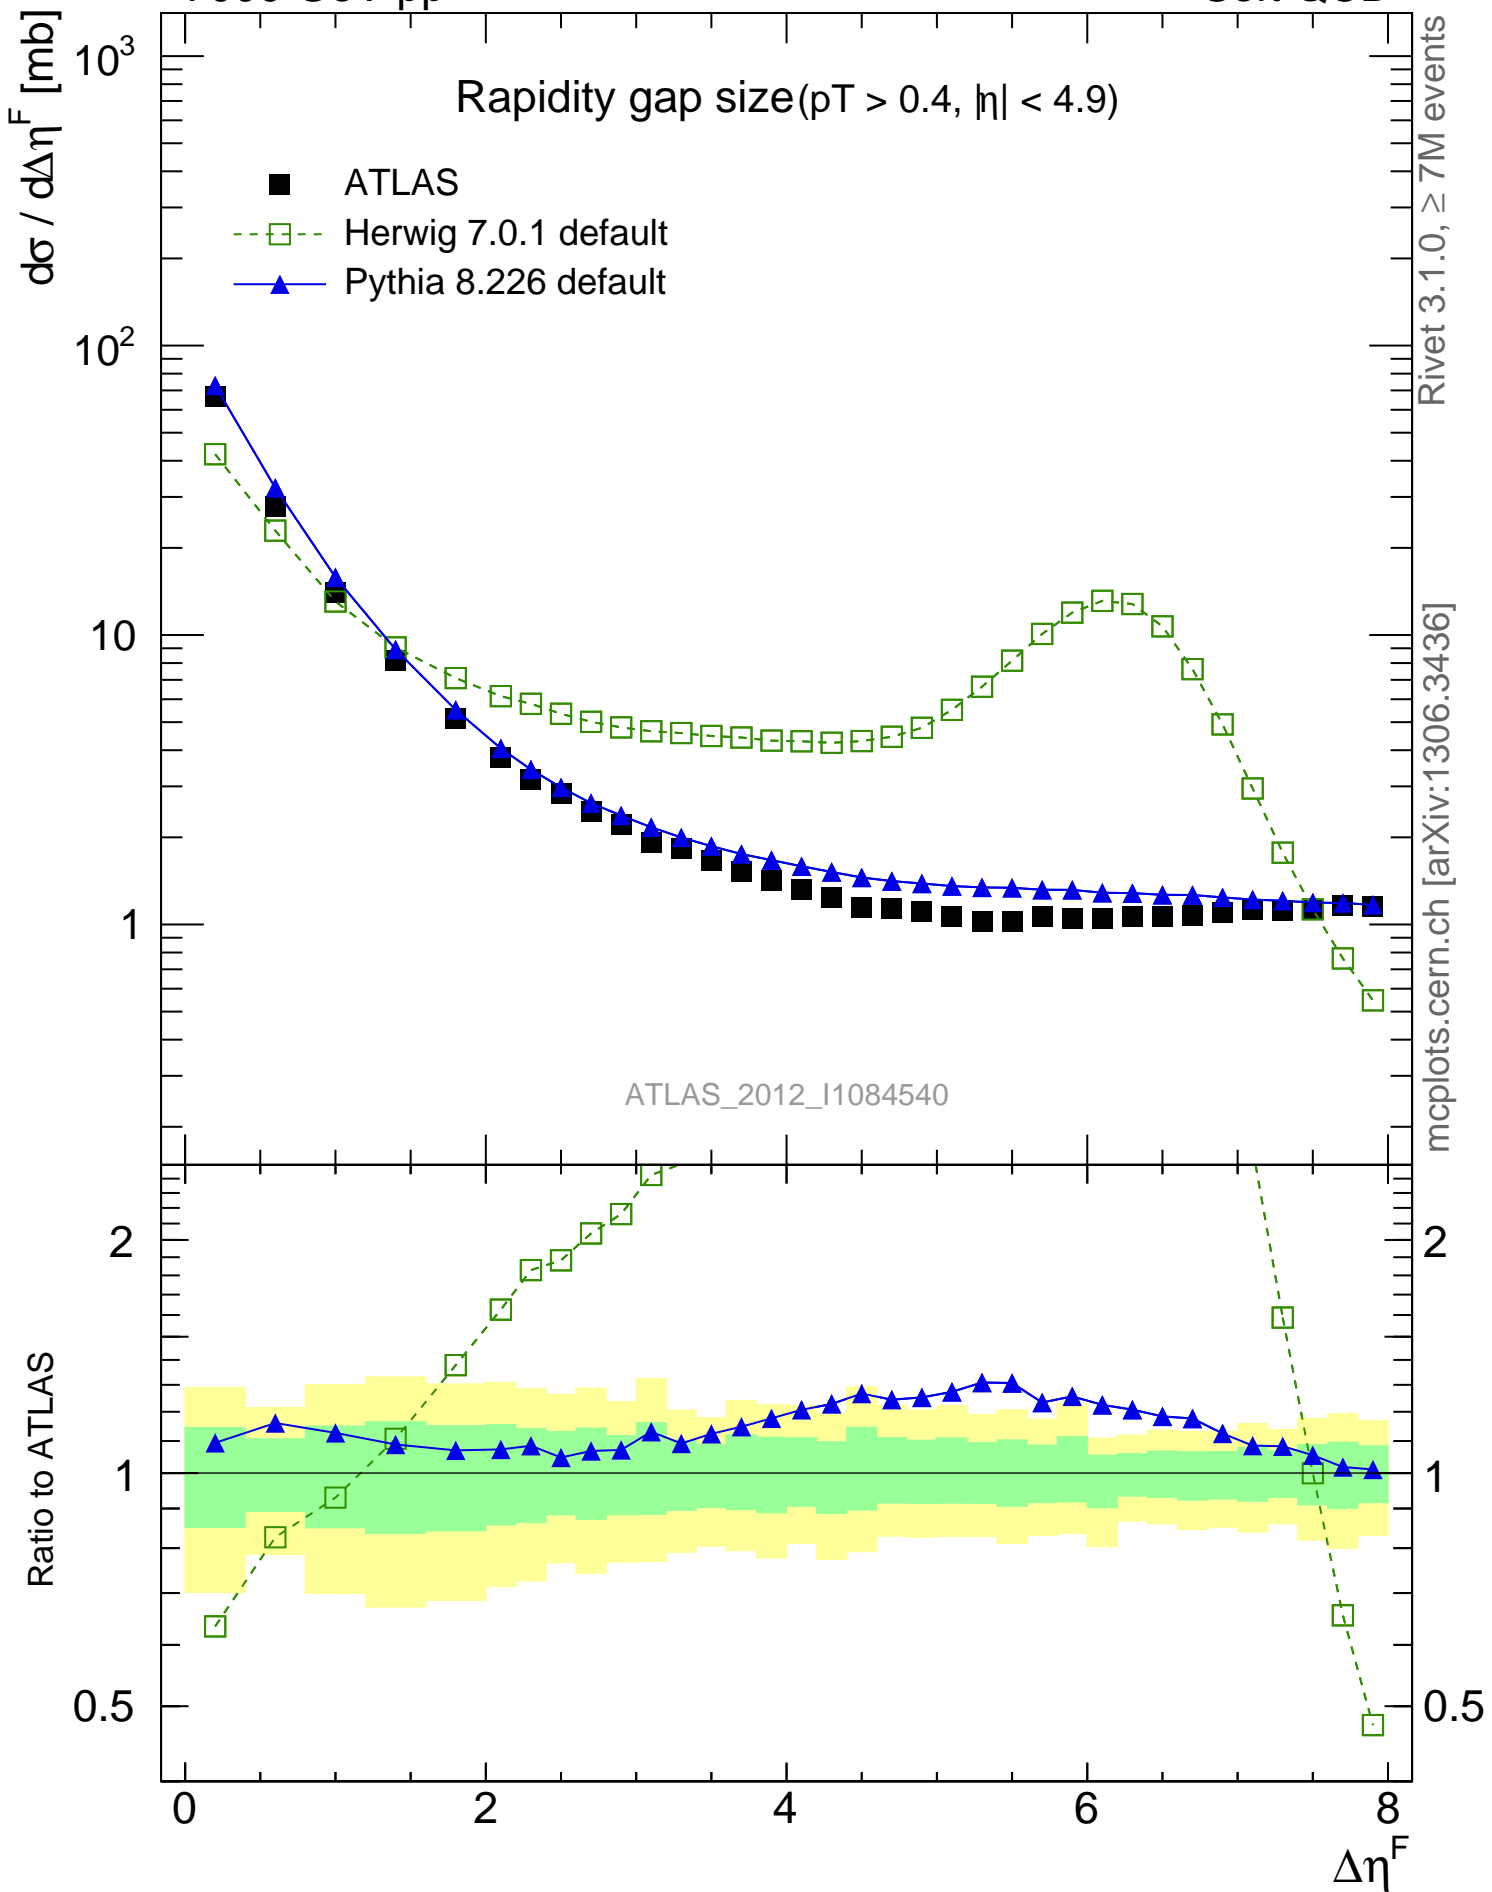 dσ / dΔη^F [mb]
Rapidity gap size (pT > 0.4, |η| < 4.9)
ATLAS
Herwig 7.0.1 default
Pythia 8.226 default
10^3
10^2
10
1
ATLAS_2012_I1084540
Rivet 3.1.0, ≥ 7M events
mcplots.cern.ch [arXiv:1306.3436]
Ratio to ATLAS
2
1
0.5
2
1
0.5
0 2 4 6 8
Δη^F